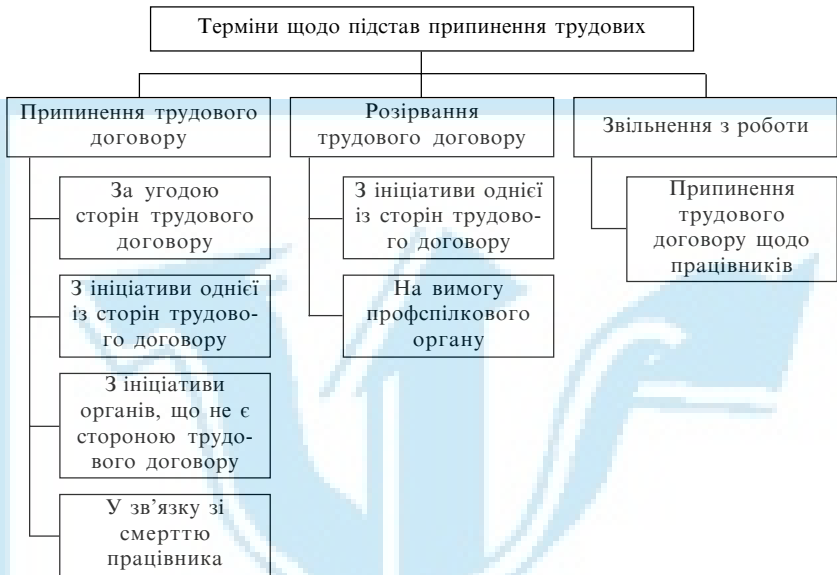 Терміни щодо підстав припинення трудових
Припинення трудового
договору
За угодою
сторін трудового
договору
З ініціативи однієї
із сторін трудово-
го договору
З ініціативи
органів, що не є
стороною трудо-
вого договору
У зв’язку зі
смертю
працівника
Розірвання
трудового договору
З ініціативи однієї
із сторін трудово-
го договору
На вимогу
профспілкового
органу
Звільнення з роботи
Припинення
трудового
договору щодо
працівників